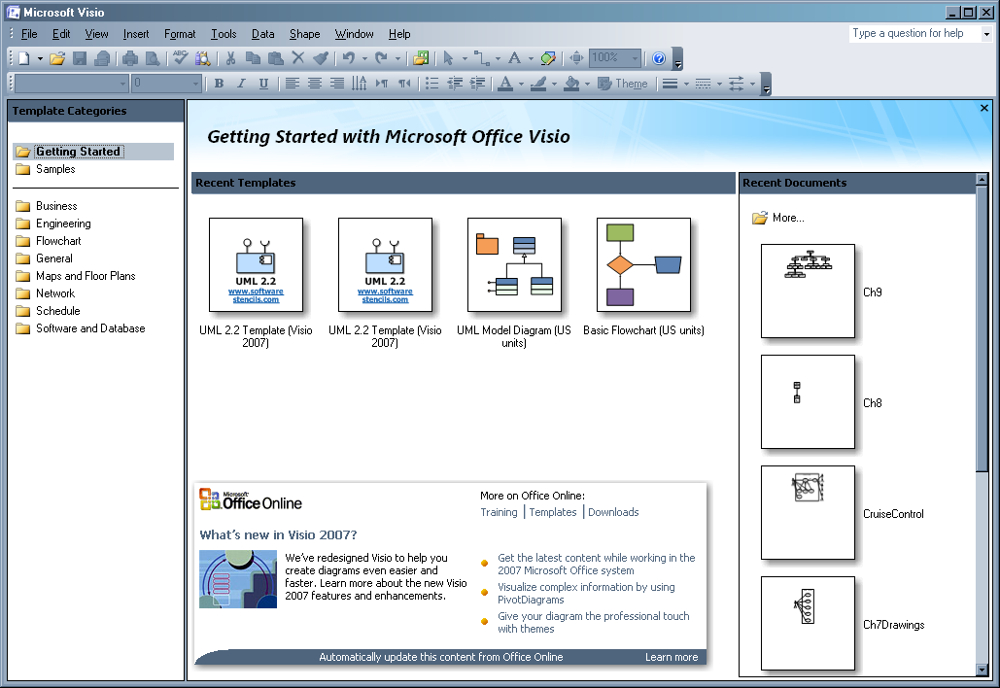 Microsoft Visio
File Edit View Insert Format Tools Data Shape Window Help
Type a question for help
ABC
100%
0
B I U
Theme
Template Categories
Getting Started
Samples
Business
Engineering
Flowchart
General
Maps and Floor Plans
Network
Schedule
Software and Database
Getting Started with Microsoft Office Visio
Recent Templates
UML 2.2
www.software
stencils.com
UML 2.2 Template (Visio
2007)
UML 2.2
www.software
stencils.com
UML 2.2 Template (Visio
2007)
UML Model Diagram (US
units)
Basic Flowchart (US units)
Microsoft
Office Online
What's new in Visio 2007?
We've redesigned Visio to help you
create diagrams even easier and
faster. Learn more about the new Visio
2007 features and enhancements.
More on Office Online:
Training | Templates | Downloads
Get the latest content while working in the
2007 Microsoft Office system
Visualize complex information by using
PivotDiagrams
Give your diagram the professional touch
with themes
Automatically update this content from Office Online
Learn more
Recent Documents
More...
Ch9
Ch8
CruiseControl
Ch7Drawings